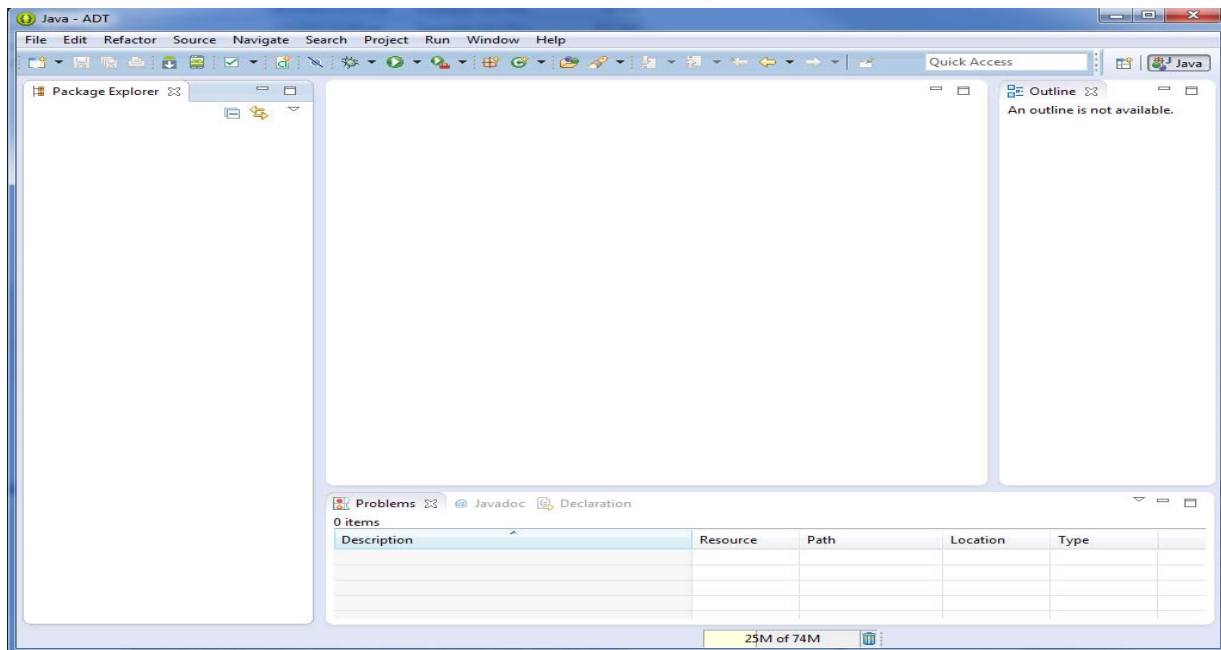 Java - ADT
File Edit Refactor Source Navigate Search Project Run Window Help
Quick Access
Java
Package Explorer
Outline
An outline is not available.
Problems @ Javadoc Declaration
0 items
Description Resource Path Location Type
25M of 74M